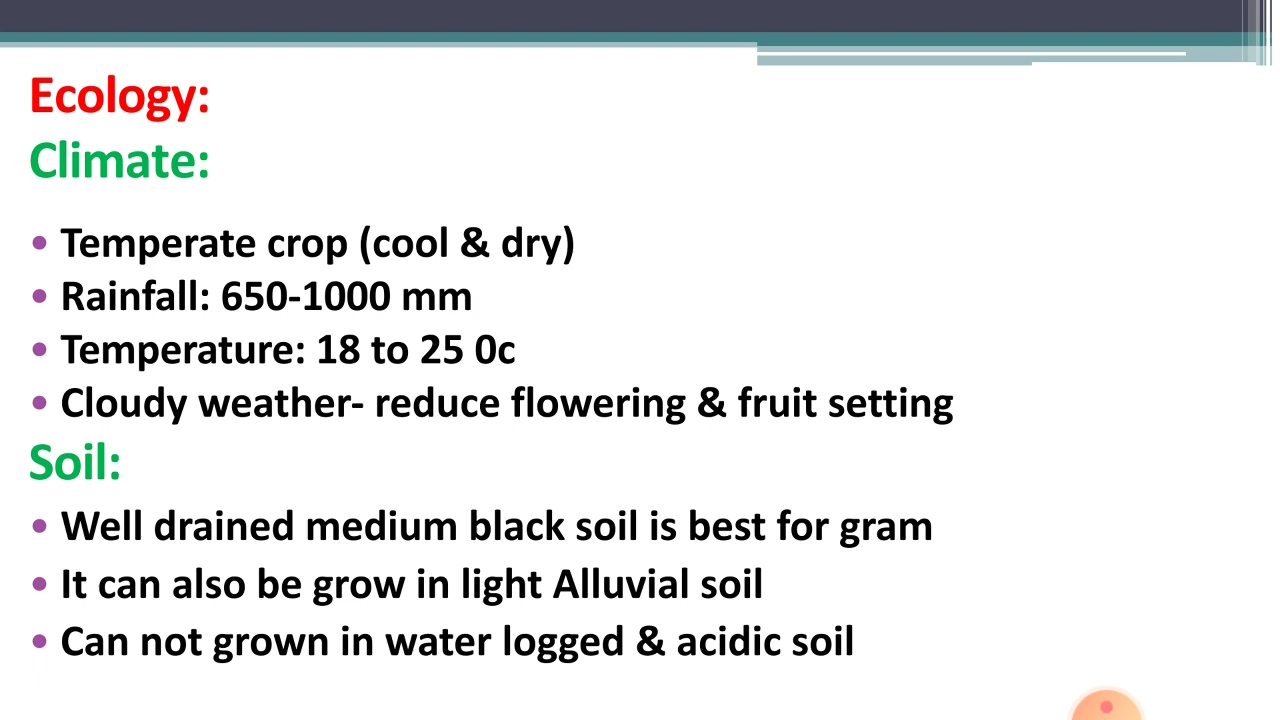 Ecology:
Climate:
• Temperate crop (cool & dry)
• Rainfall: 650-1000 mm
• Temperature: 18 to 25 0c
• Cloudy weather- reduce flowering & fruit setting
Soil:
• Well drained medium black soil is best for gram
• It can also be grow in light Alluvial soil
• Can not grown in water logged & acidic soil